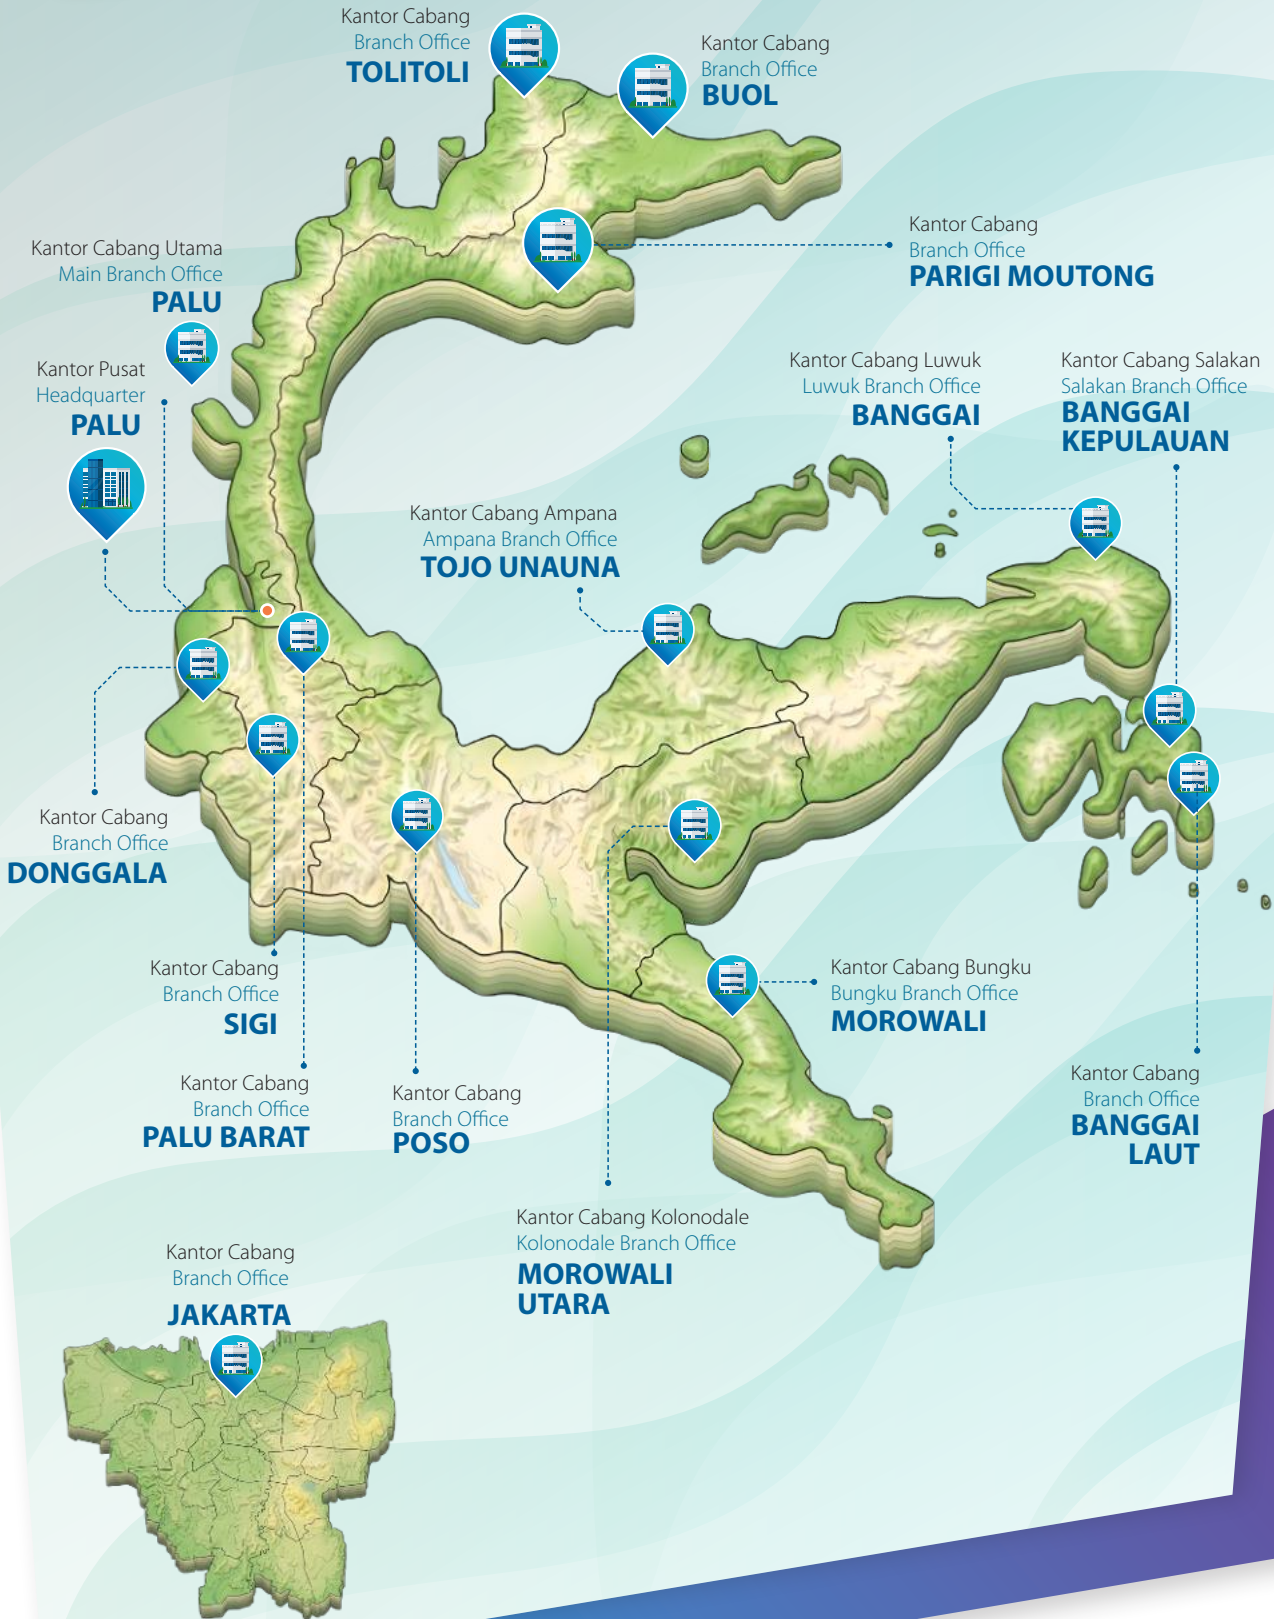 Kantor Cabang
Branch Office
TOLITOLI
Kantor Cabang
Branch Office
BUOL
Kantor Cabang
Branch Office
PARIGI MOUTONG
Kantor Cabang Utama
Main Branch Office
PALU
Kantor Pusat
Headquarter
PALU
Kantor Cabang Luwuk
Luwuk Branch Office
BANGGAI
Kantor Cabang Salakan
Salakan Branch Office
BANGGAI
KEPULAUAN
Kantor Cabang Ampana
Ampana Branch Office
TOJO UNAUNA
Kantor Cabang
Branch Office
DONGGALA
Kantor Cabang
Branch Office
SIGI
Kantor Cabang Bungku
Bungku Branch Office
MOROWALI
Kantor Cabang
Branch Office
PALU BARAT
Kantor Cabang
Branch Office
POSO
Kantor Cabang
Branch Office
BANGGAI
LAUT
Kantor Cabang Kolonodale
Kolonodale Branch Office
MOROWALI
UTARA
Kantor Cabang
Branch Office
JAKARTA